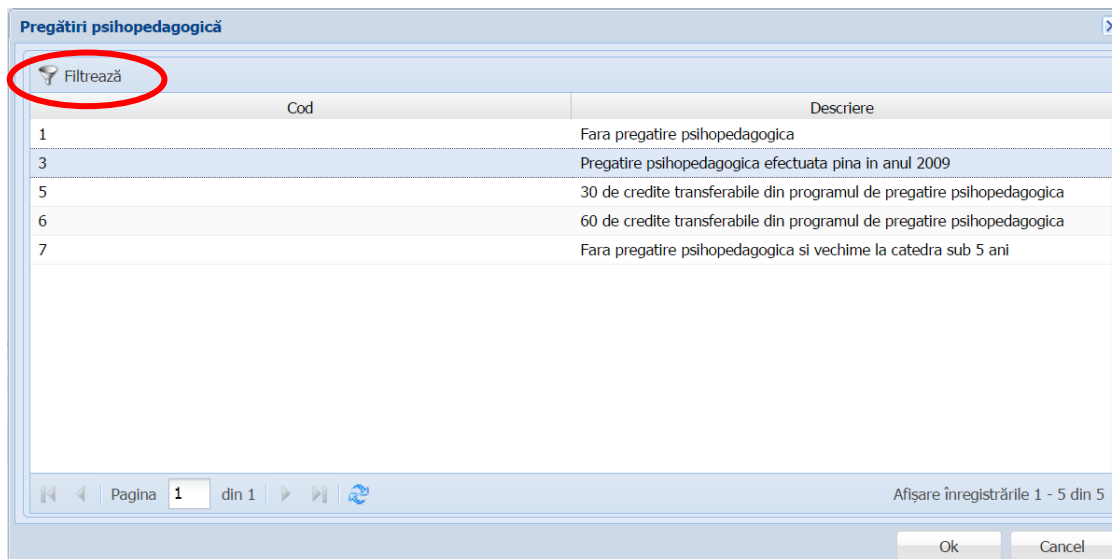 Pregătiri psihopedagogică
Filtrează
Cod Descriere
1 Fara pregatire psihopedagogica
3 Pregatire psihopedagogica efectuata pina in anul 2009
5 30 de credite transferabile din programul de pregatire psihopedagogica
6 60 de credite transferabile din programul de pregatire psihopedagogica
7 Fara pregatire psihopedagogica si vechime la catedra sub 5 ani
Pagina 1 din 1 Afișare înregistrările 1 - 5 din 5
Ok Cancel